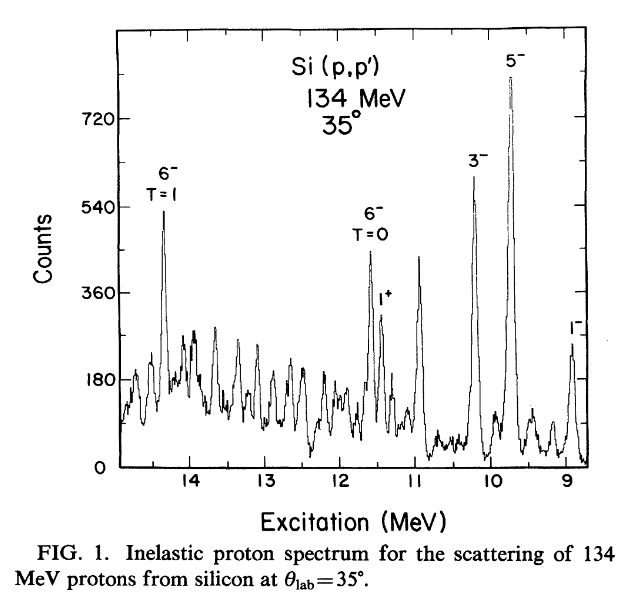 Si (p,p′)
134 MeV
35°
5⁻
3⁻
6⁻
T=1
6⁻
T=0
1⁺
1⁻
720
540
360
180
0
Counts
14 13 12 11 10 9
Excitation (MeV)
FIG. 1. Inelastic proton spectrum for the scattering of 134
MeV protons from silicon at θlab=35°.